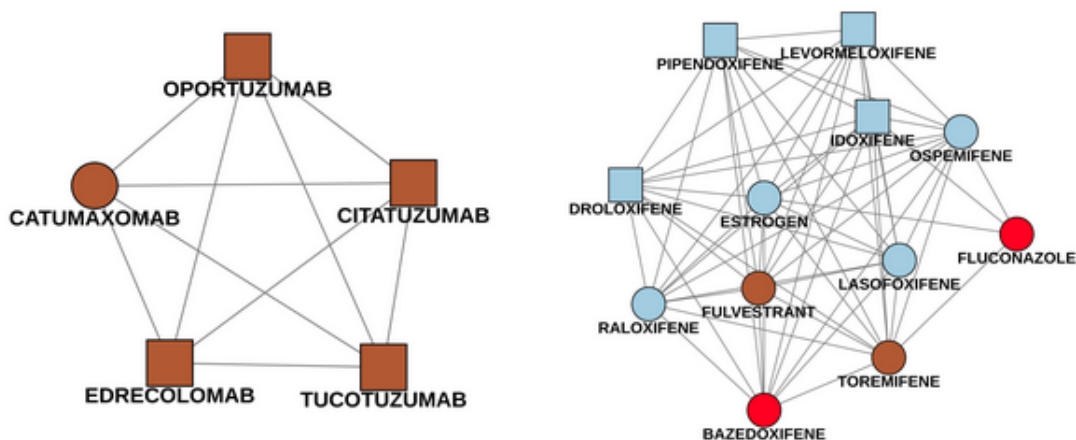 OPORTUZUMAB
CATUMAXOMAB
CITATUZUMAB
EDRECOLOMAB
TUCOTUZUMAB
PIPENDOXIFENE
LEVORMELOXIFENE
IDOXIFENE
OSPEMIFENE
DROLOXIFENE
ESTROGEN
FLUCONAZOLE
LASOFOXIFENE
FULVESTRANT
RALOXIFENE
TOREMIFENE
BAZEDOXIFENE